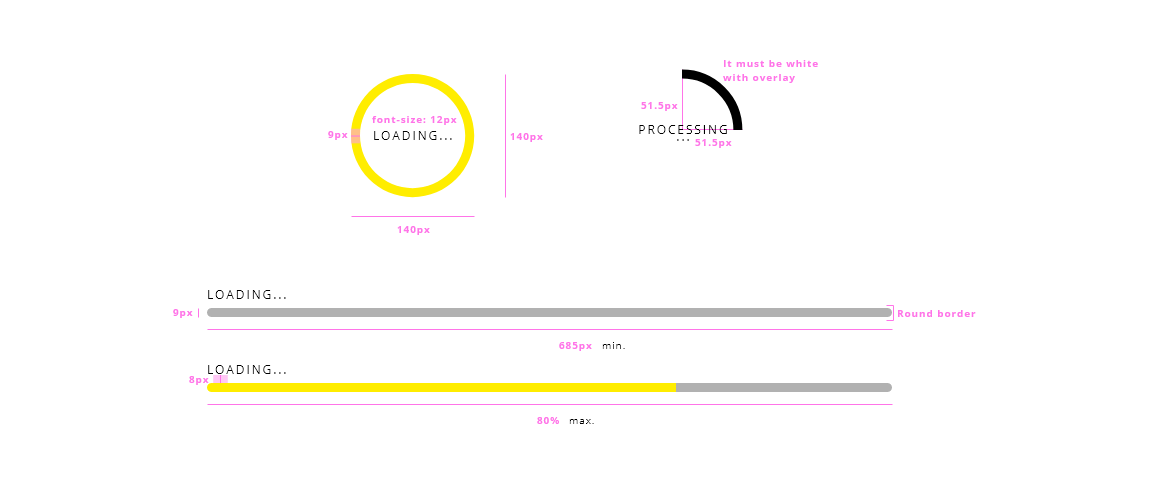 It must be white
with overlay
51.5px
font-size: 12px
9px
LOADING...
140px
PROCESSING
...
51.5px
140px
LOADING...
9px
Round border
685px min.
LOADING...
8px
80% max.